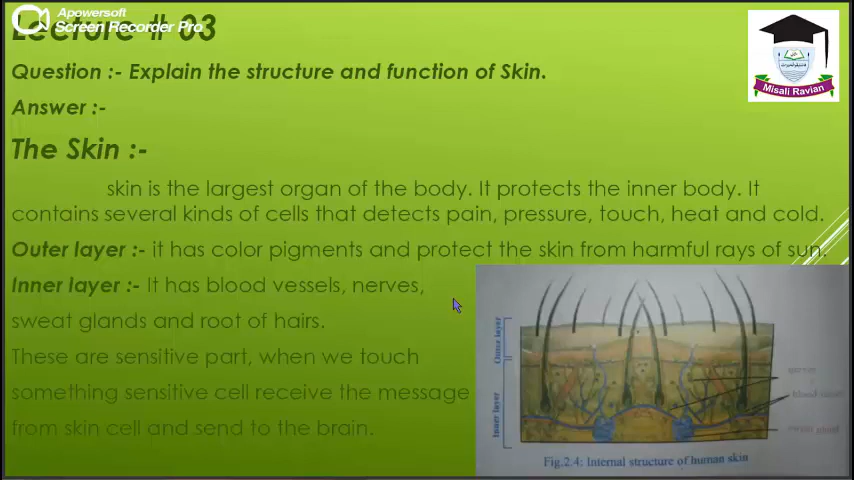 Apowersoft
Screen Recorder Pro
Lecture # 03
Question :- Explain the structure and function of Skin.
Answer :-
The Skin :-
skin is the largest organ of the body. It protects the inner body. It
contains several kinds of cells that detects pain, pressure, touch, heat and cold.
Outer layer :- it has color pigments and protect the skin from harmful rays of sun.
Inner layer :- It has blood vessels, nerves,
sweat glands and root of hairs.
These are sensitive part, when we touch
something sensitive cell receive the message
from skin cell and send to the brain.
Misali Ravian
Outer layer
Inner layer
Fig.2.4: Internal structure of human skin